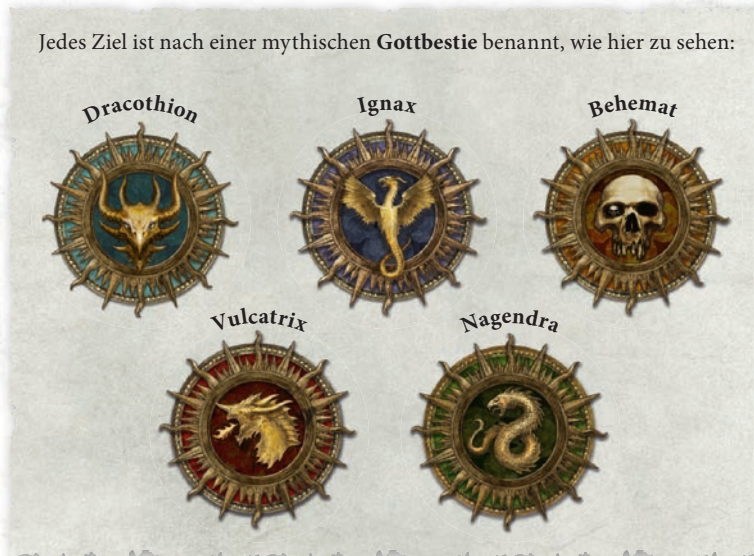 Jedes Ziel ist nach einer mythischen Gottbestie benannt, wie hier zu sehen:
Dracothion
Ignax
Behemat
Vulcatrix
Nagendra